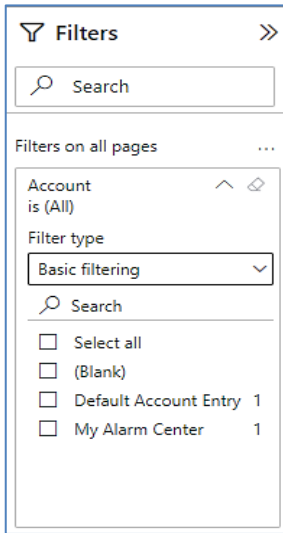 Filters
Search
Filters on all pages
Account
is (All)
Filter type
Basic filtering
Search
Select all
(Blank)
Default Account Entry 1
My Alarm Center 1